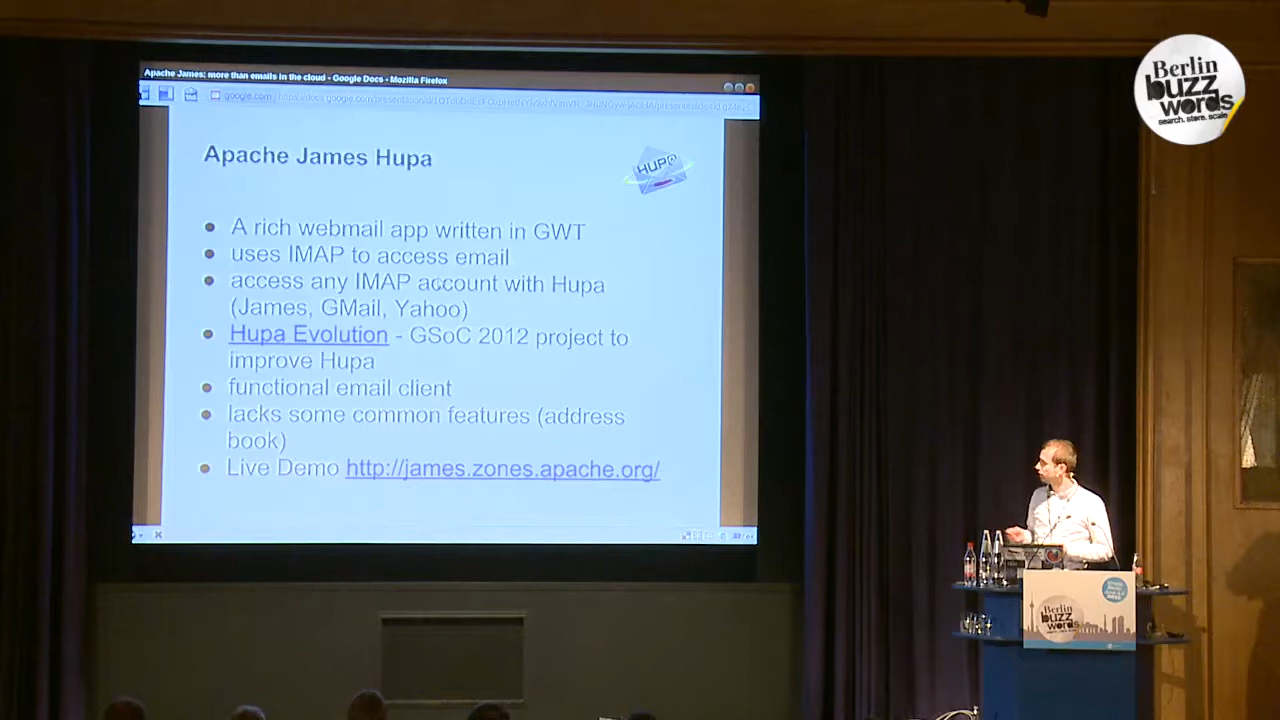 Apache James: more than emails in the cloud - Google Docs - Mozilla Firefox
google.com
Apache James Hupa
HUP@
A rich webmail app written in GWT
uses IMAP to access email
access any IMAP account with Hupa
(James, GMail, Yahoo)
Hupa Evolution - GSoC 2012 project to
improve Hupa
functional email client
lacks some common features (address
book)
Live Demo http://james.zones.apache.org/
Berlin
buzz
words
search. store. scale
Berlin
buzz
words